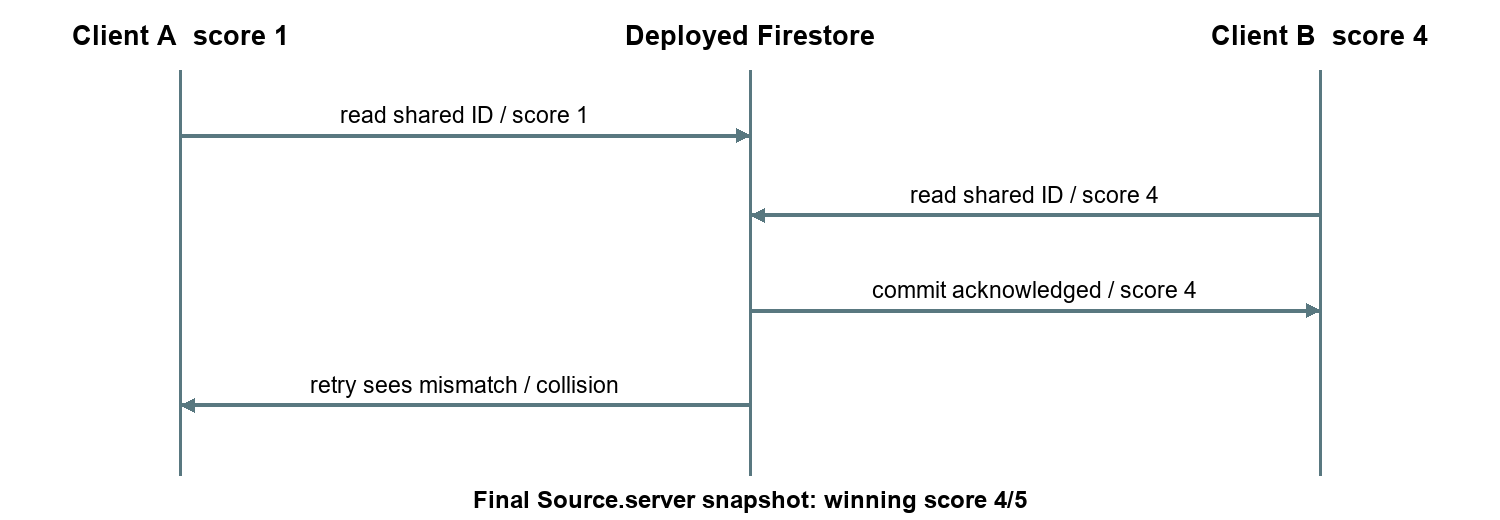 Client A  score 1
Deployed Firestore
Client B  score 4
read shared ID / score 1
read shared ID / score 4
commit acknowledged / score 4
retry sees mismatch / collision
Final Source.server snapshot: winning score 4/5